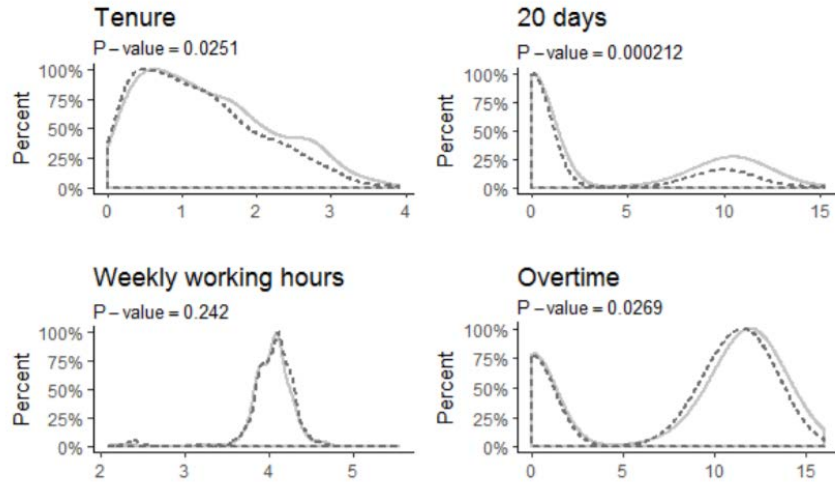 Tenure
P – value = 0.0251
Percent
100%
75%
50%
25%
0%
0 1 2 3 4
20 days
P – value = 0.000212
Percent
100%
75%
50%
25%
0%
0 5 10 15
Weekly working hours
P – value = 0.242
Percent
100%
75%
50%
25%
0%
2 3 4 5
Overtime
P – value = 0.0269
Percent
100%
75%
50%
25%
0%
0 5 10 15